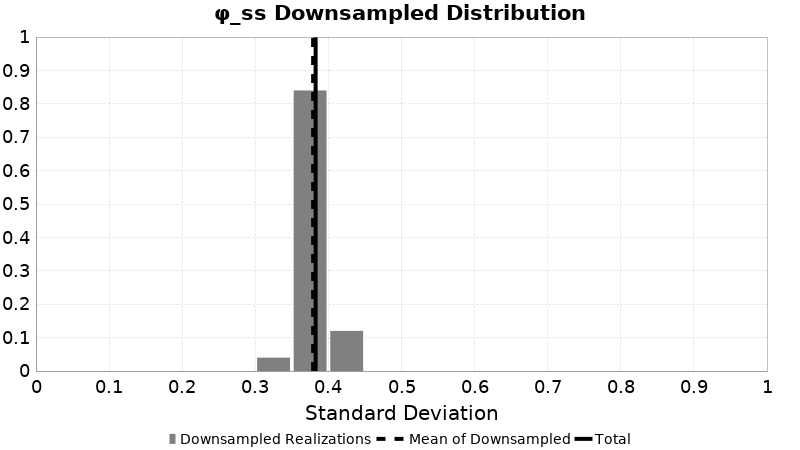 φ_ss Downsampled Distribution
1
0.9
0.8
0.7
0.6
0.5
0.4
0.3
0.2
0.1
0
0 0.1 0.2 0.3 0.4 0.5 0.6 0.7 0.8 0.9 1
Standard Deviation
Downsampled Realizations Mean of Downsampled Total